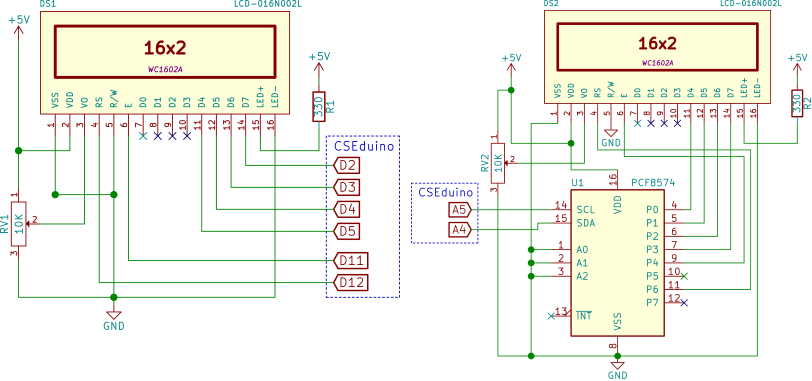 DS1
LCD-016N002L
+5V
16x2
WC1602A
VSS VDD VO RS R/W E D0 D1 D2 D3 D4 D5 D6 D7 LED+ LED-
1 2 3 4 5 6 7 8 9 10 11 12 13 14 15 16
+5V
330
R1
CSEduino
D2
D3
D4
D5
D11
D12
RV1
10K
1
2
3
GND
DS2
LCD-016N002L
16x2
WC1602A
VSS VDD VO RS R/W E D0 D1 D2 D3 D4 D5 D6 D7 LED+ LED-
1 2 3 4 5 6 7 8 9 10 11 12 13 14 15 16
+5V
+5V
330
R2
GND
RV2
10K
1
2
3
CSEduino
A5
A4
U1
PCF8574
16
VDD
14 SCL
15 SDA
1 A0
2 A1
3 A2
13 INT
P0 4
P1 5
P2 6
P3 7
P4 9
P5 10
P6 11
P7 12
VSS
8
GND